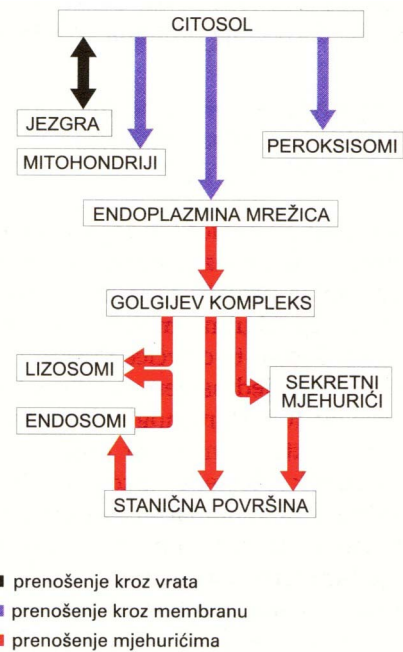 CITOSOL
JEZGRA
MITOHONDRIJI
PEROKSISOMI
ENDOPLAZMINA MREŽICA
GOLGIJEV KOMPLEKS
LIZOSOMI
SEKRETNI
MJEHURIĆI
ENDOSOMI
STANIČNA POVRŠINA
prenošenje kroz vrata
prenošenje kroz membranu
prenošenje mjehurićima